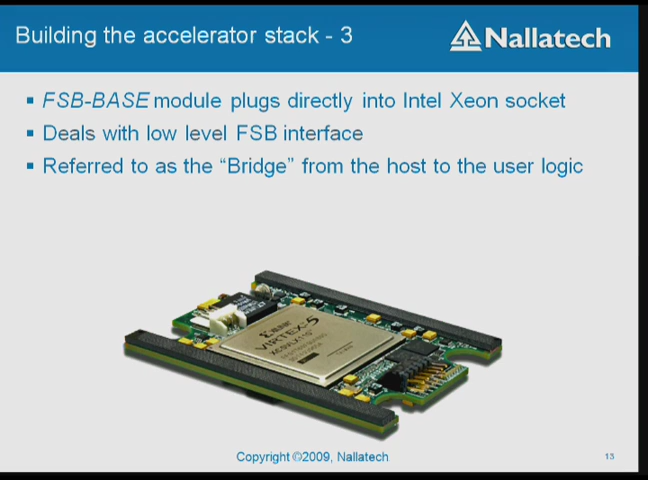 Building the accelerator stack - 3
Nallatech
FSB-BASE module plugs directly into Intel Xeon socket
Deals with low level FSB interface
Referred to as the “Bridge” from the host to the user logic
XILINX
VIRTEX-5
Copyright ©2009, Nallatech
13